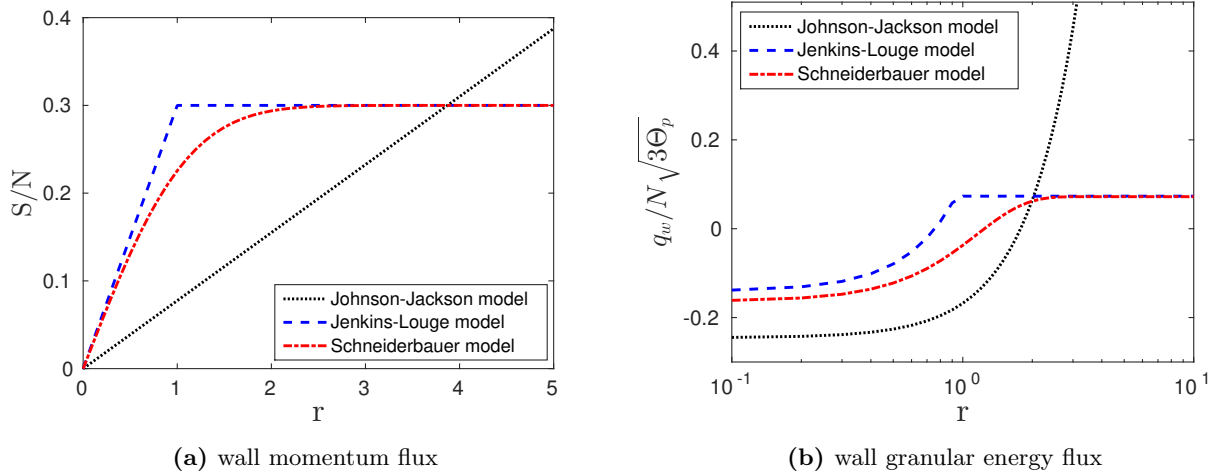 0.4
0.3
0.2
0.1
0
S/N
0 1 2 3 4 5
r
Johnson-Jackson model
Jenkins-Louge model
Schneiderbauer model
(a) wall momentum flux
0.4
0.2
0
-0.2
q_w/N√3Θ_p
10^-1 10^0 10^1
r
Johnson-Jackson model
Jenkins-Louge model
Schneiderbauer model
(b) wall granular energy flux